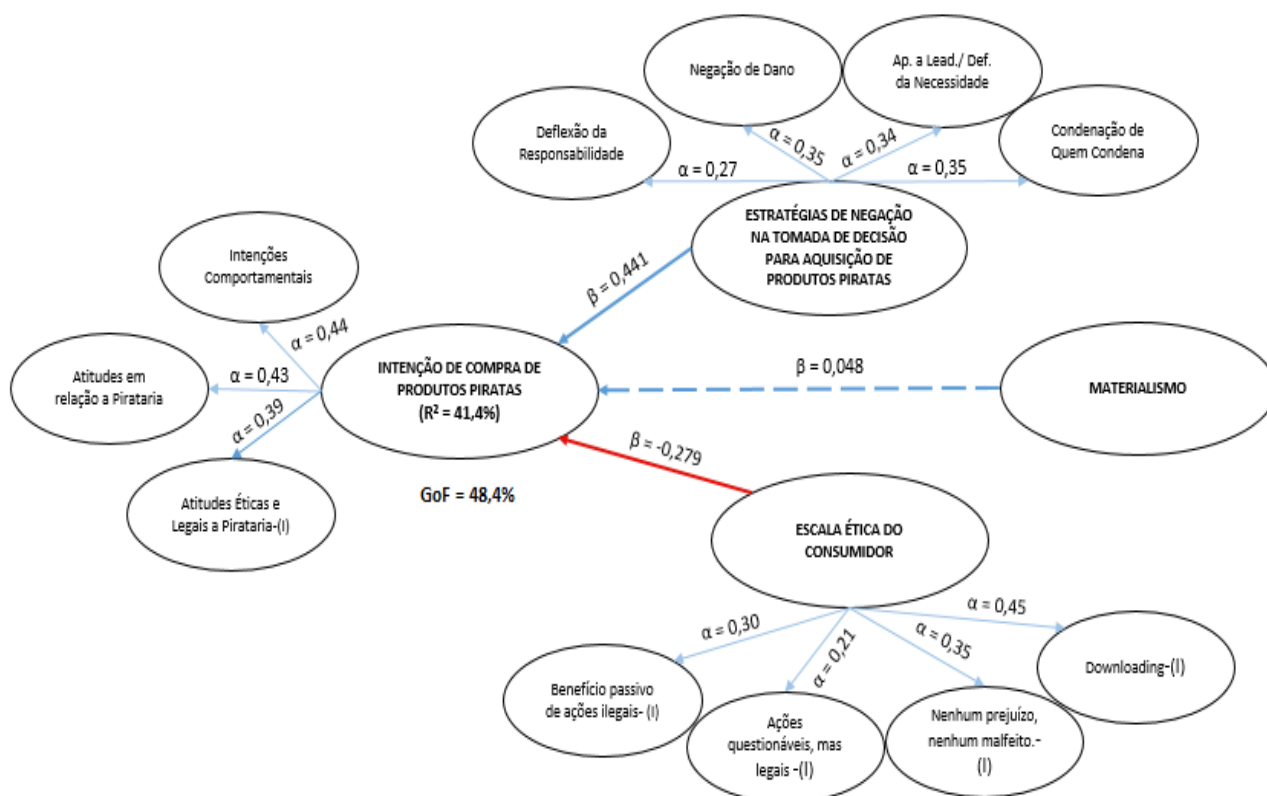 Negação de Dano
Ap. a Lead./ Def.
da Necessidade
Deflexão da
Responsabilidade
Condenação de
Quem Condena
α = 0,27
α = 0,35
α = 0,34
α = 0,35
ESTRATÉGIAS DE NEGAÇÃO
NA TOMADA DE DECISÃO
PARA AQUISIÇÃO DE
PRODUTOS PIRATAS
Intenções
Comportamentais
β = 0,441
α = 0,44
Atitudes em
relação a Pirataria
α = 0,43
α = 0,39
INTENÇÃO DE COMPRA DE
PRODUTOS PIRATAS
(R² = 41,4%)
β = 0,048
MATERIALISMO
β = -0,279
Atitudes Éticas e
Legais a Pirataria-(I)
GoF = 48,4%
ESCALA ÉTICA DO
CONSUMIDOR
α = 0,30
α = 0,21
α = 0,35
α = 0,45
Benefício passivo
de ações ilegais- (I)
Ações
questionáveis, mas
legais -(I)
Nenhum prejuízo,
nenhum malfeito.-
(I)
Downloading-(I)